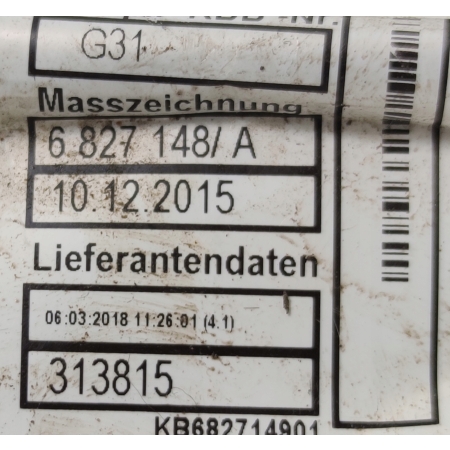 G31
Masszeichnung
6 827 148/ A
10.12.2015
Lieferantendaten
06.03.2018 11:26:01 (4.1)
313815
KB682714901